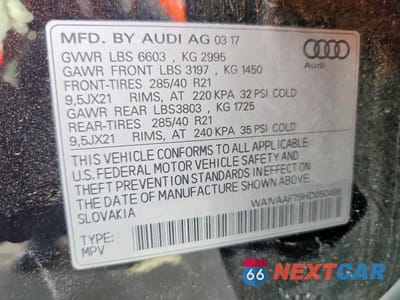 MFD. BY AUDI AG 03 17
GVWR LBS 6603 , KG 2995
GAWR FRONT LBS 3197 , KG 1450
FRONT-TIRES 285/40 R21
9,5JX21 RIMS, AT 220 KPA 32 PSI COLD
GAWR REAR LBS3803 , KG 1725
REAR-TIRES 285/40 R21
9,5JX21 RIMS, AT 240 KPA 35 PSI COLD
THIS VEHICLE CONFORMS TO ALL APPLICABLE
U.S. FEDERAL MOTOR VEHICLE SAFETY AND
THEFT PREVENTION STANDARDS IN EFFECT ON
THE DATE OF MANUFACTURE SHOWN ABOVE
SLOVAKIA
TYPE:
MPV
Audi
66 NEXTCAR